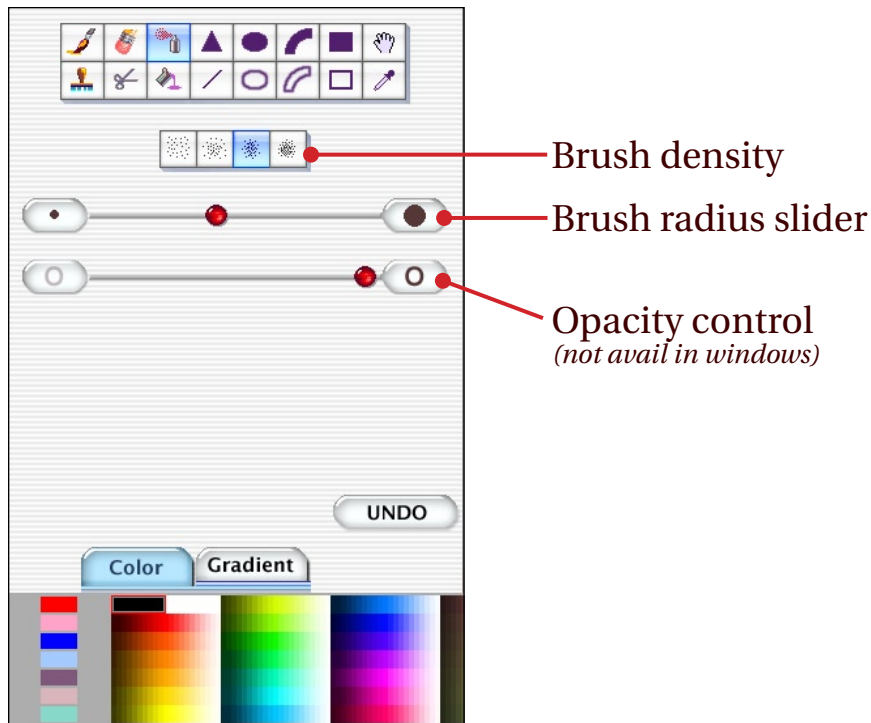 Brush density
Brush radius slider
Opacity control
(not avail in windows)
UNDO
Color
Gradient